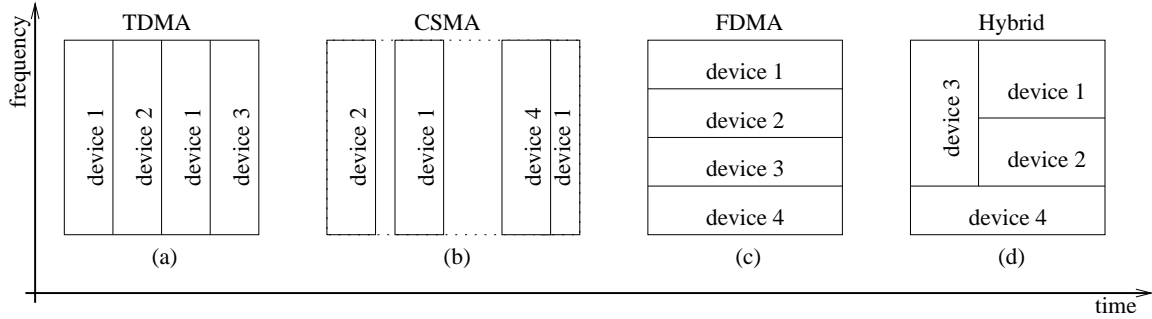 frequency
TDMA
device 1
device 2
device 1
device 3
(a)
CSMA
device 2
device 1
device 4
device 1
(b)
FDMA
device 1
device 2
device 3
device 4
(c)
Hybrid
device 3
device 1
device 2
device 4
(d)
time